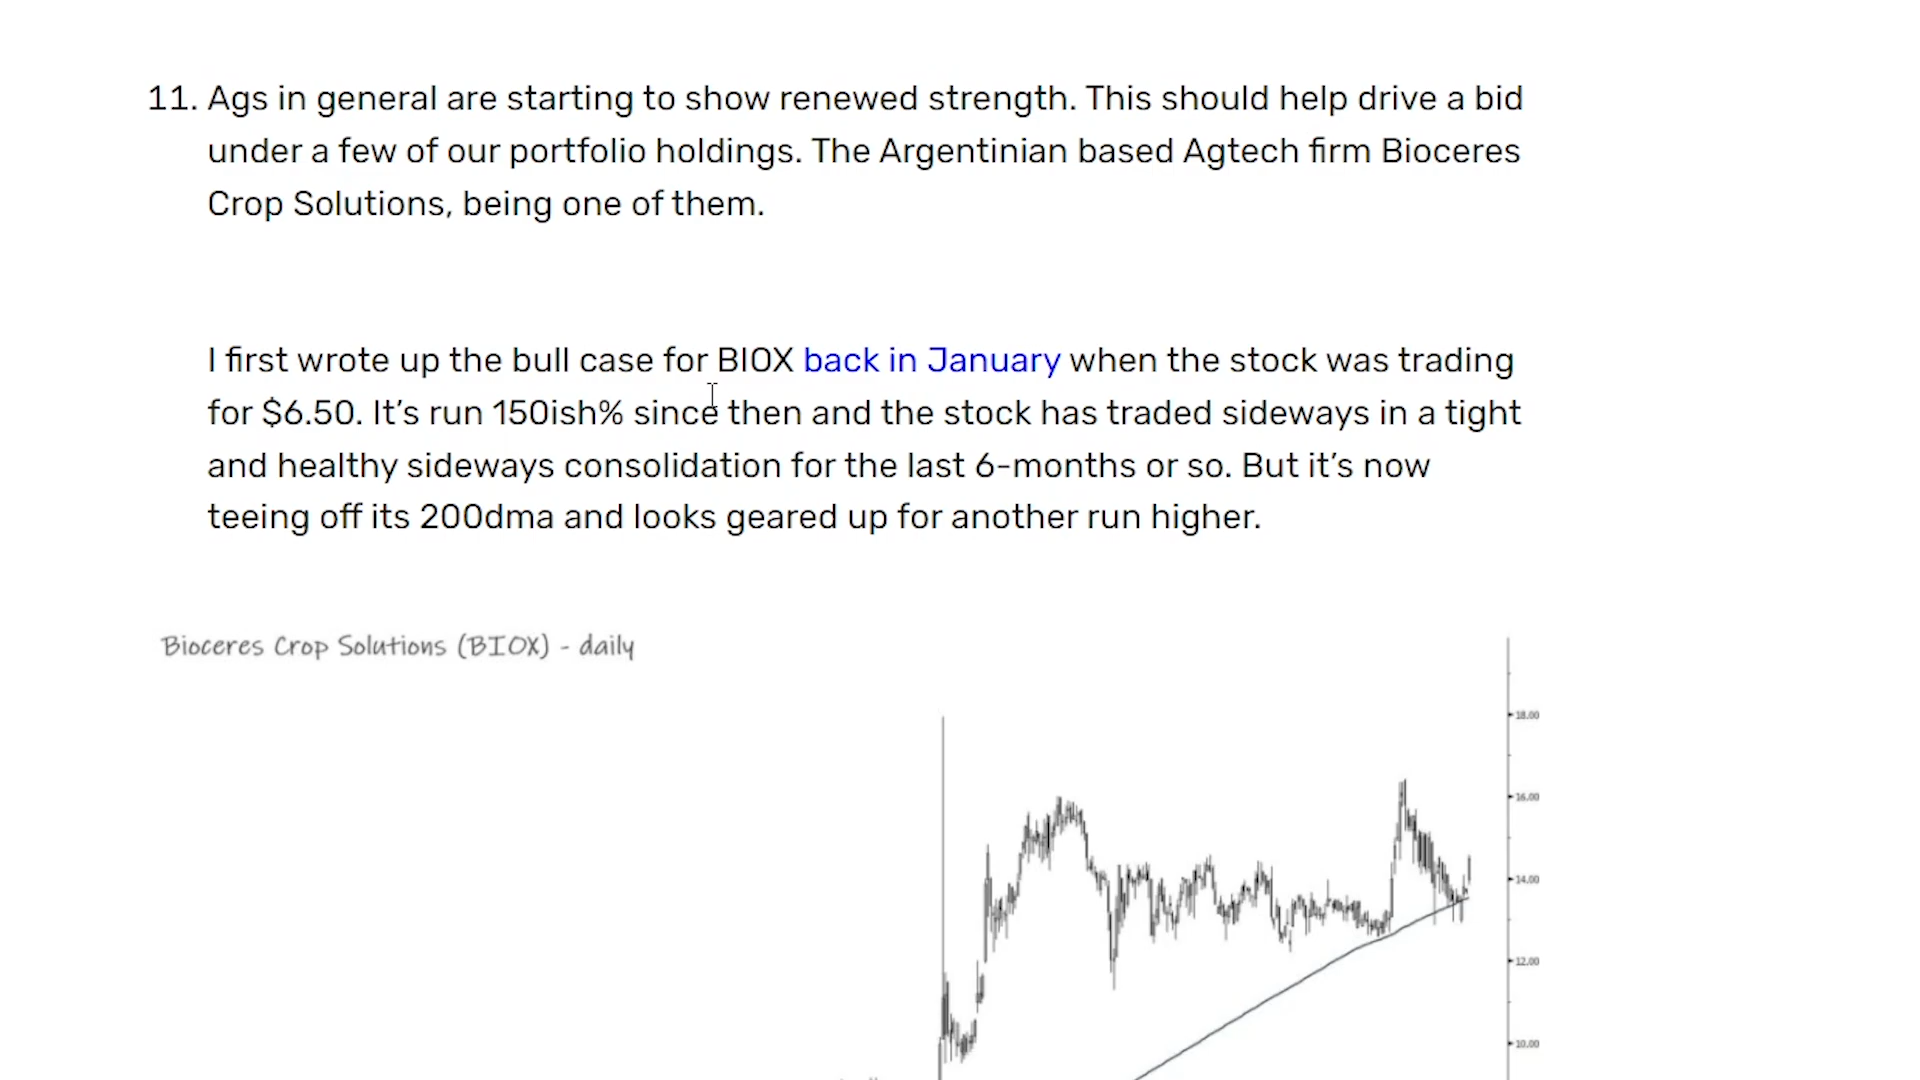 11. Ags in general are starting to show renewed strength. This should help drive a bid
under a few of our portfolio holdings. The Argentinian based Agtech firm Bioceres
Crop Solutions, being one of them.
I first wrote up the bull case for BIOX back in January when the stock was trading
for $6.50. It’s run 150ish% since then and the stock has traded sideways in a tight
and healthy sideways consolidation for the last 6-months or so. But it’s now
teeing off its 200dma and looks geared up for another run higher.
Bioceres Crop Solutions (BIOX) - daily
18.00
16.00
14.00
12.00
10.00